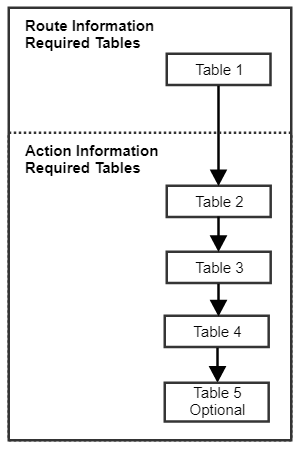 Route Information
Required Tables
Table 1
Action Information
Required Tables
Table 2
Table 3
Table 4
Table 5
Optional